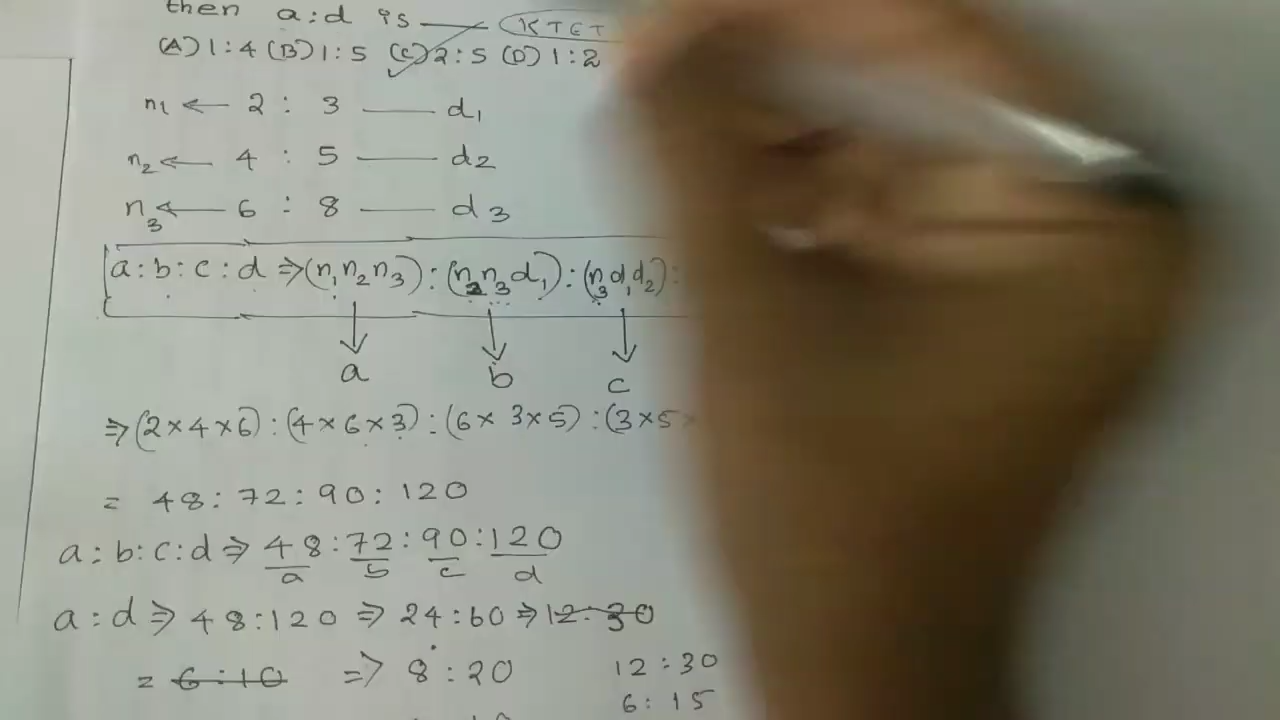 then a:d is —— KTET
(A) 1:4 (B) 1:5 (C) 2:5 (D) 1:2
n1 ← 2 : 3 —— d1
n2 ← 4 : 5 —— d2
n3 ← 6 : 8 —— d3
a:b:c:d ⇒ (n1n2n3) : (n2n3d1) : (n3d1d2) :
a b c
⇒ (2×4×6) : (4×6×3) : (6×3×5) : (3×5
= 48 : 72 : 90 : 120
a:b:c:d ⇒ 48:72:90:120
a b c d
a:d ⇒ 48:120 ⇒ 24:60 ⇒ 12:30
= 6:10 ⇒ 8:20 12:30
6:15